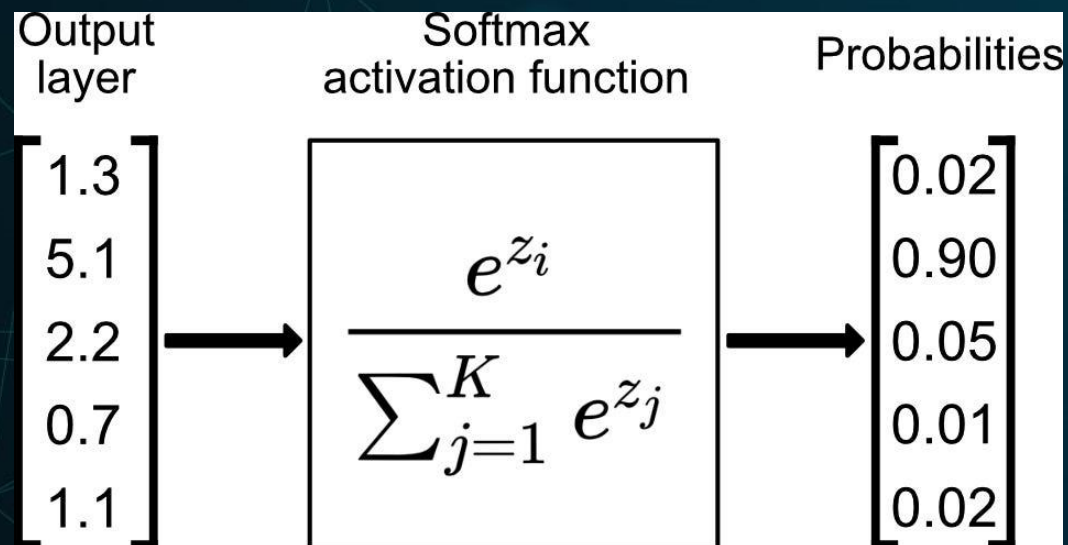 Output
layer
Softmax
activation function
Probabilities
1.3
5.1
2.2
0.7
1.1
e^{z_i}
∑_{j=1}^{K} e^{z_j}
0.02
0.90
0.05
0.01
0.02